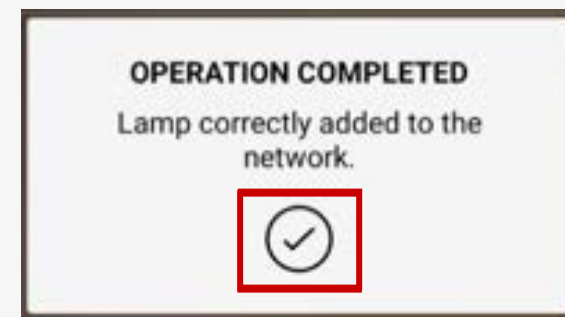 OPERATION COMPLETED
Lamp correctly added to the
network.